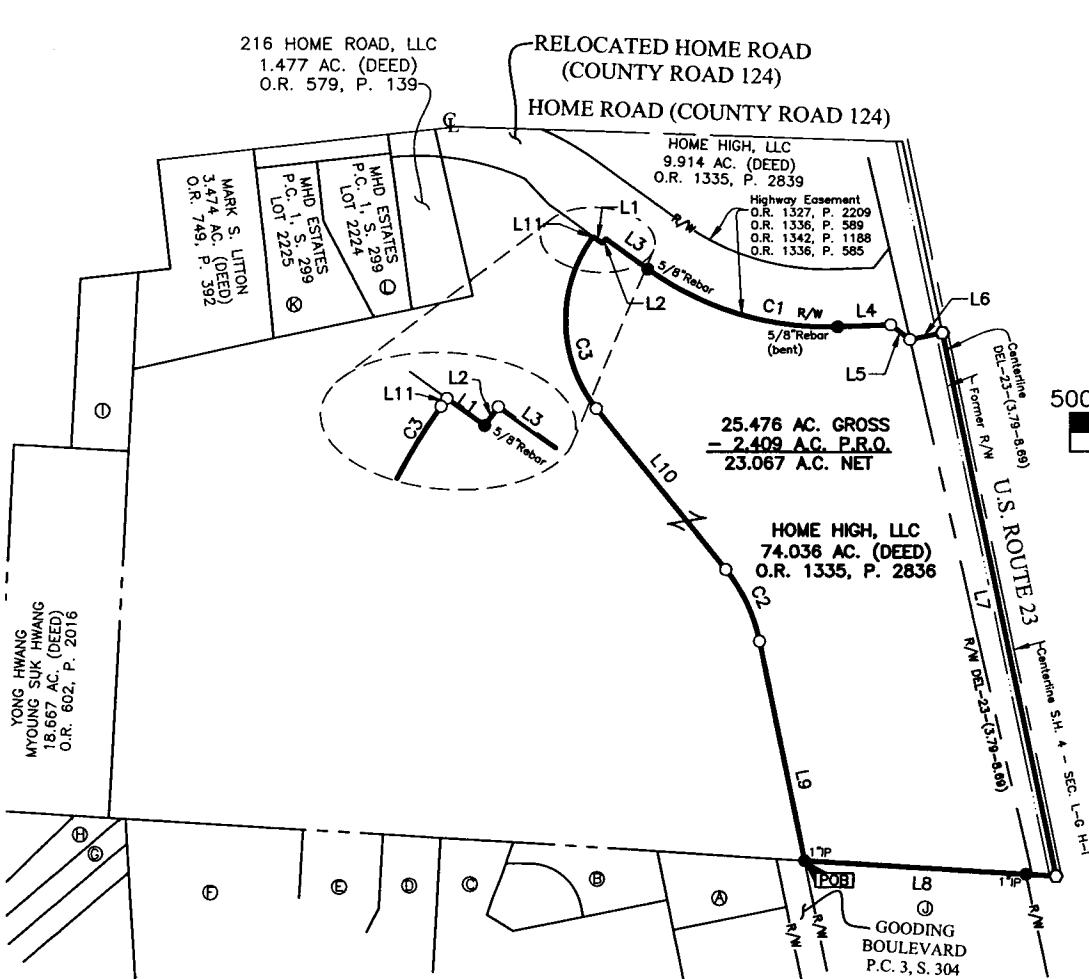 216 HOME ROAD, LLC
1.477 AC. (DEED)
O.R. 579, P. 139
RELOCATED HOME ROAD
(COUNTY ROAD 124)
HOME ROAD (COUNTY ROAD 124)
CL
HOME HIGH, LLC
9.914 AC. (DEED)
O.R. 1335, P. 2839
Highway Easement
O.R. 1327, P. 2209
O.R. 1336, P. 589
O.R. 1342, P. 1188
O.R. 1336, P. 585
R/W
MARK S. LITTON
3.474 AC. (DEED)
O.R. 749, P. 392
MHD ESTATES
P.C. 1, S. 299
LOT 2225
K
MHD ESTATES
P.C. 1, S. 299
LOT 2224
L
L11
L1
L3
L2
5/8"Rebar
C1
R/W
L4
5/8"Rebar
(bent)
L5
L6
C3
Centerline
DEL-23-(3.79-8.69)
Former R/W
L2
L11
L1
L3
C3
5/8"Rebar
I
500
25.476 AC. GROSS
- 2.409 A.C. P.R.O.
23.067 A.C. NET
L10
U.S. ROUTE 23
HOME HIGH, LLC
74.036 AC. (DEED)
O.R. 1335, P. 2836
C2
L7
R/W DEL-23-(3.79-8.69)
Centerline S.H. 4 - SEC. L-G H-I
YONG HWANG
MYOUNG SUK HWANG
18.667 AC. (DEED)
O.R. 602, P. 2016
L9
1"IP
POB
L8
1"IP
H
G
F
E
D
C
B
A
J
R/W
R/W
R/W
GOODING
BOULEVARD
P.C. 3, S. 304